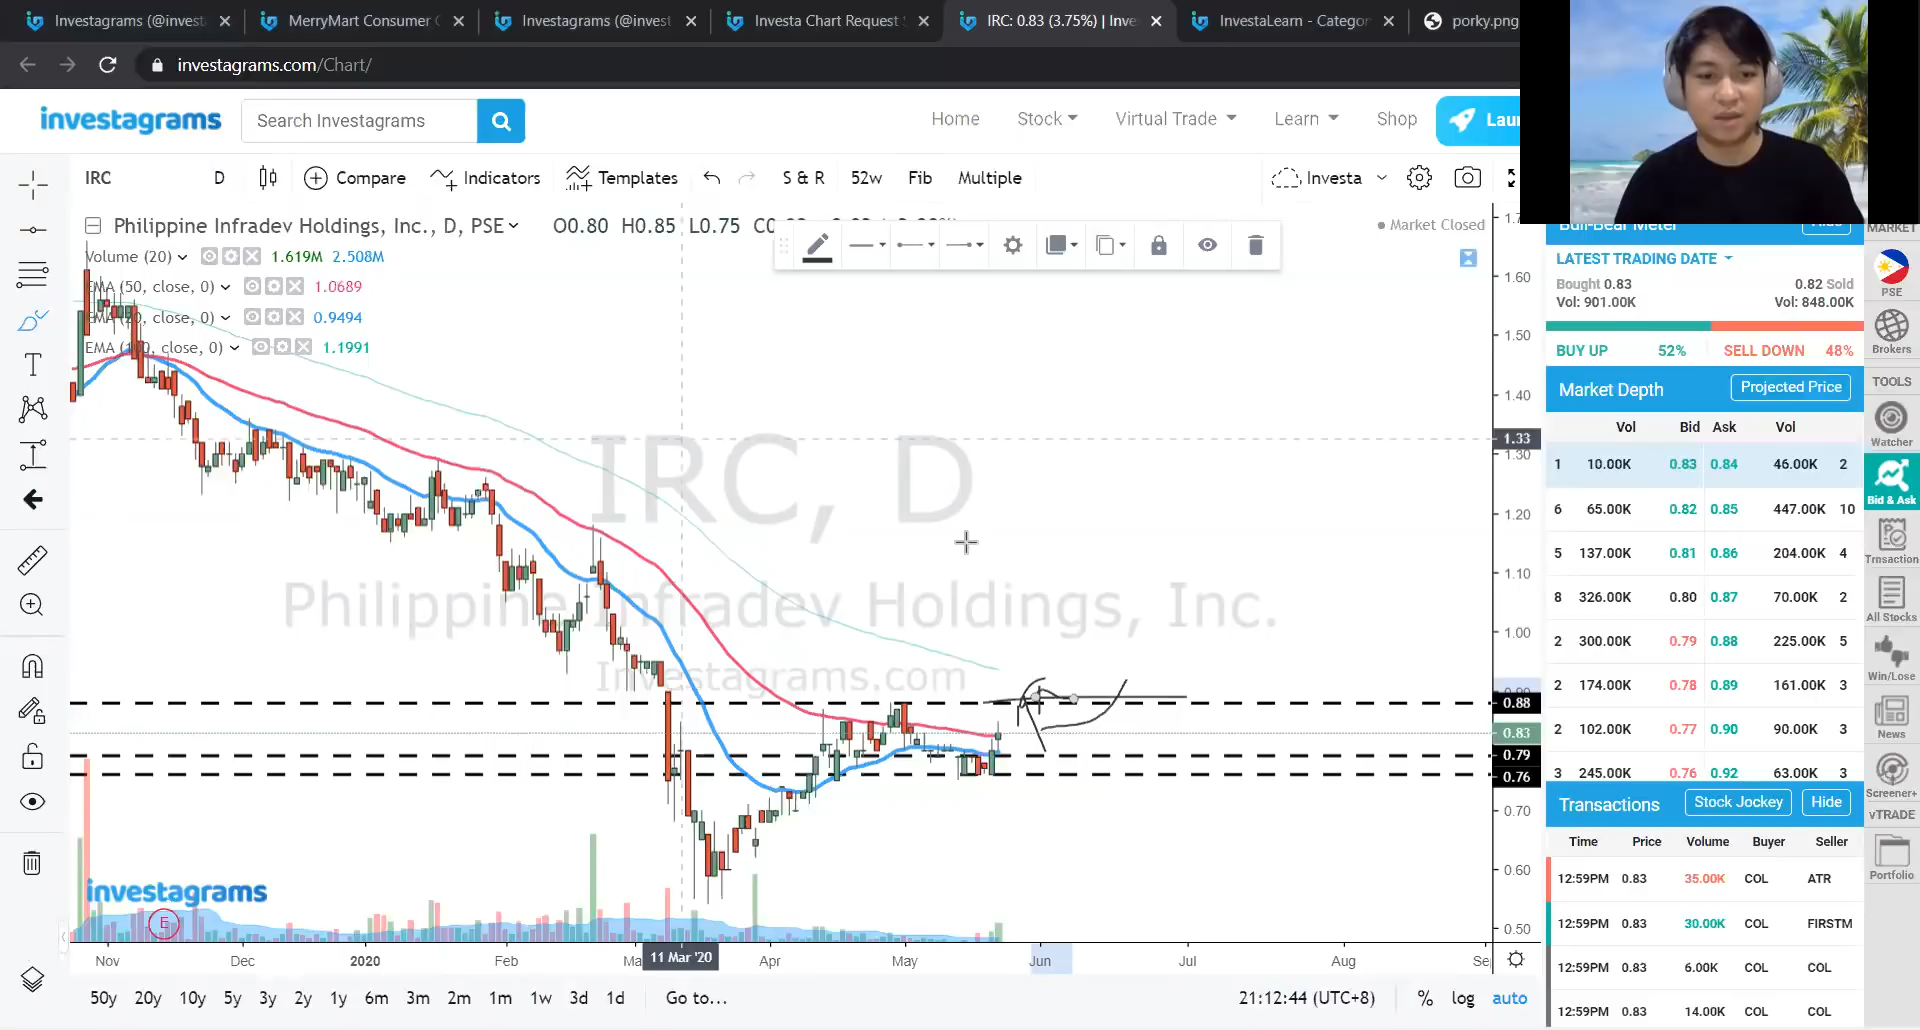 Investagrams (@invest
MerryMart Consumer C
Investagrams (@invest
Investa Chart Request S
IRC: 0.83 (3.75%) | Inve
InvestaLearn - Categor
porky.png
investagrams.com/Chart/
investagrams
Search Investagrams
Home
Stock
Virtual Trade
Learn
Shop
Lau
IRC
D
Compare
Indicators
Templates
S & R
52w
Fib
Multiple
Investa
Philippine Infradev Holdings, Inc., D, PSE
O0.80 H0.85 L0.75
Market Closed
Volume (20)
1.619M 2.508M
EMA (50, close, 0)
1.0689
0.9494
1.1991
IRC, D
Philippine Infradev Holdings, Inc.
Investagrams.com
1.60
1.50
1.40
1.33
1.30
1.20
1.10
1.00
0.88
0.83
0.79
0.76
0.70
0.60
0.50
investagrams
E
Nov
Dec
2020
Feb
Ma
11 Mar '20
Apr
May
Jun
Jul
Aug
Se
50y 20y 10y 5y 3y 2y 1y 6m 3m 2m 1m 1w 3d 1d
Go to...
21:12:44 (UTC+8)
% log auto
Bull-Bear Meter
Hide
LATEST TRADING DATE
Bought 0.83
0.82 Sold
Vol: 901.00K
Vol: 848.00K
BUY UP 52%
SELL DOWN 48%
Market Depth
Projected Price
Vol Bid Ask Vol
1 10.00K 0.83 0.84 46.00K 2
6 65.00K 0.82 0.85 447.00K 10
5 137.00K 0.81 0.86 204.00K 4
8 326.00K 0.80 0.87 70.00K 2
2 300.00K 0.79 0.88 225.00K 5
2 174.00K 0.78 0.89 161.00K 3
2 102.00K 0.77 0.90 90.00K 3
3 245.00K 0.76 0.92 63.00K 3
Transactions
Stock Jockey
Hide
Time Price Volume Buyer Seller
12:59PM 0.83 35.00K COL ATR
12:59PM 0.83 30.00K COL FIRSTM
12:59PM 0.83 6.00K COL COL
12:59PM 0.83 14.00K COL COL
MARKET
PSE
Brokers
TOOLS
Watcher
Bid & Ask
Trnsaction
All Stocks
Win/Lose
News
Screener+
vTRADE
Portfolio